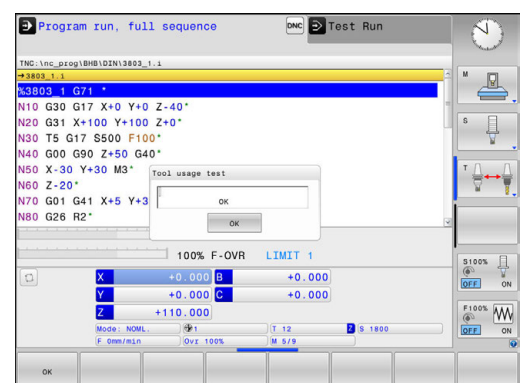 Program run, full sequence
DNC Test Run
TNC:\nc_prog\BHB\DIN\3803_1.i
→3803_1.i
%3803_1 G71 *
N10 G30 G17 X+0 Y+0 Z-40*
N20 G31 X+100 Y+100 Z+0*
N30 T5 G17 S500 F100*
N40 G00 G90 Z+50 G40*
N50 X-30 Y+30 M3*
N60 Z-20*
N70 G01 G41 X+5 Y+3
N80 G26 R2*
Tool usage test
OK
OK
100% F-OVR LIMIT 1
X +0.000 B +0.000
Y +0.000 C +0.000
Z +110.000
Mode: NOML. 1 T 12 Z S 1800
F 0mm/min Ovr 100% M 5/9
M
S
T
S100%
OFF ON
F100%
OFF ON
OK